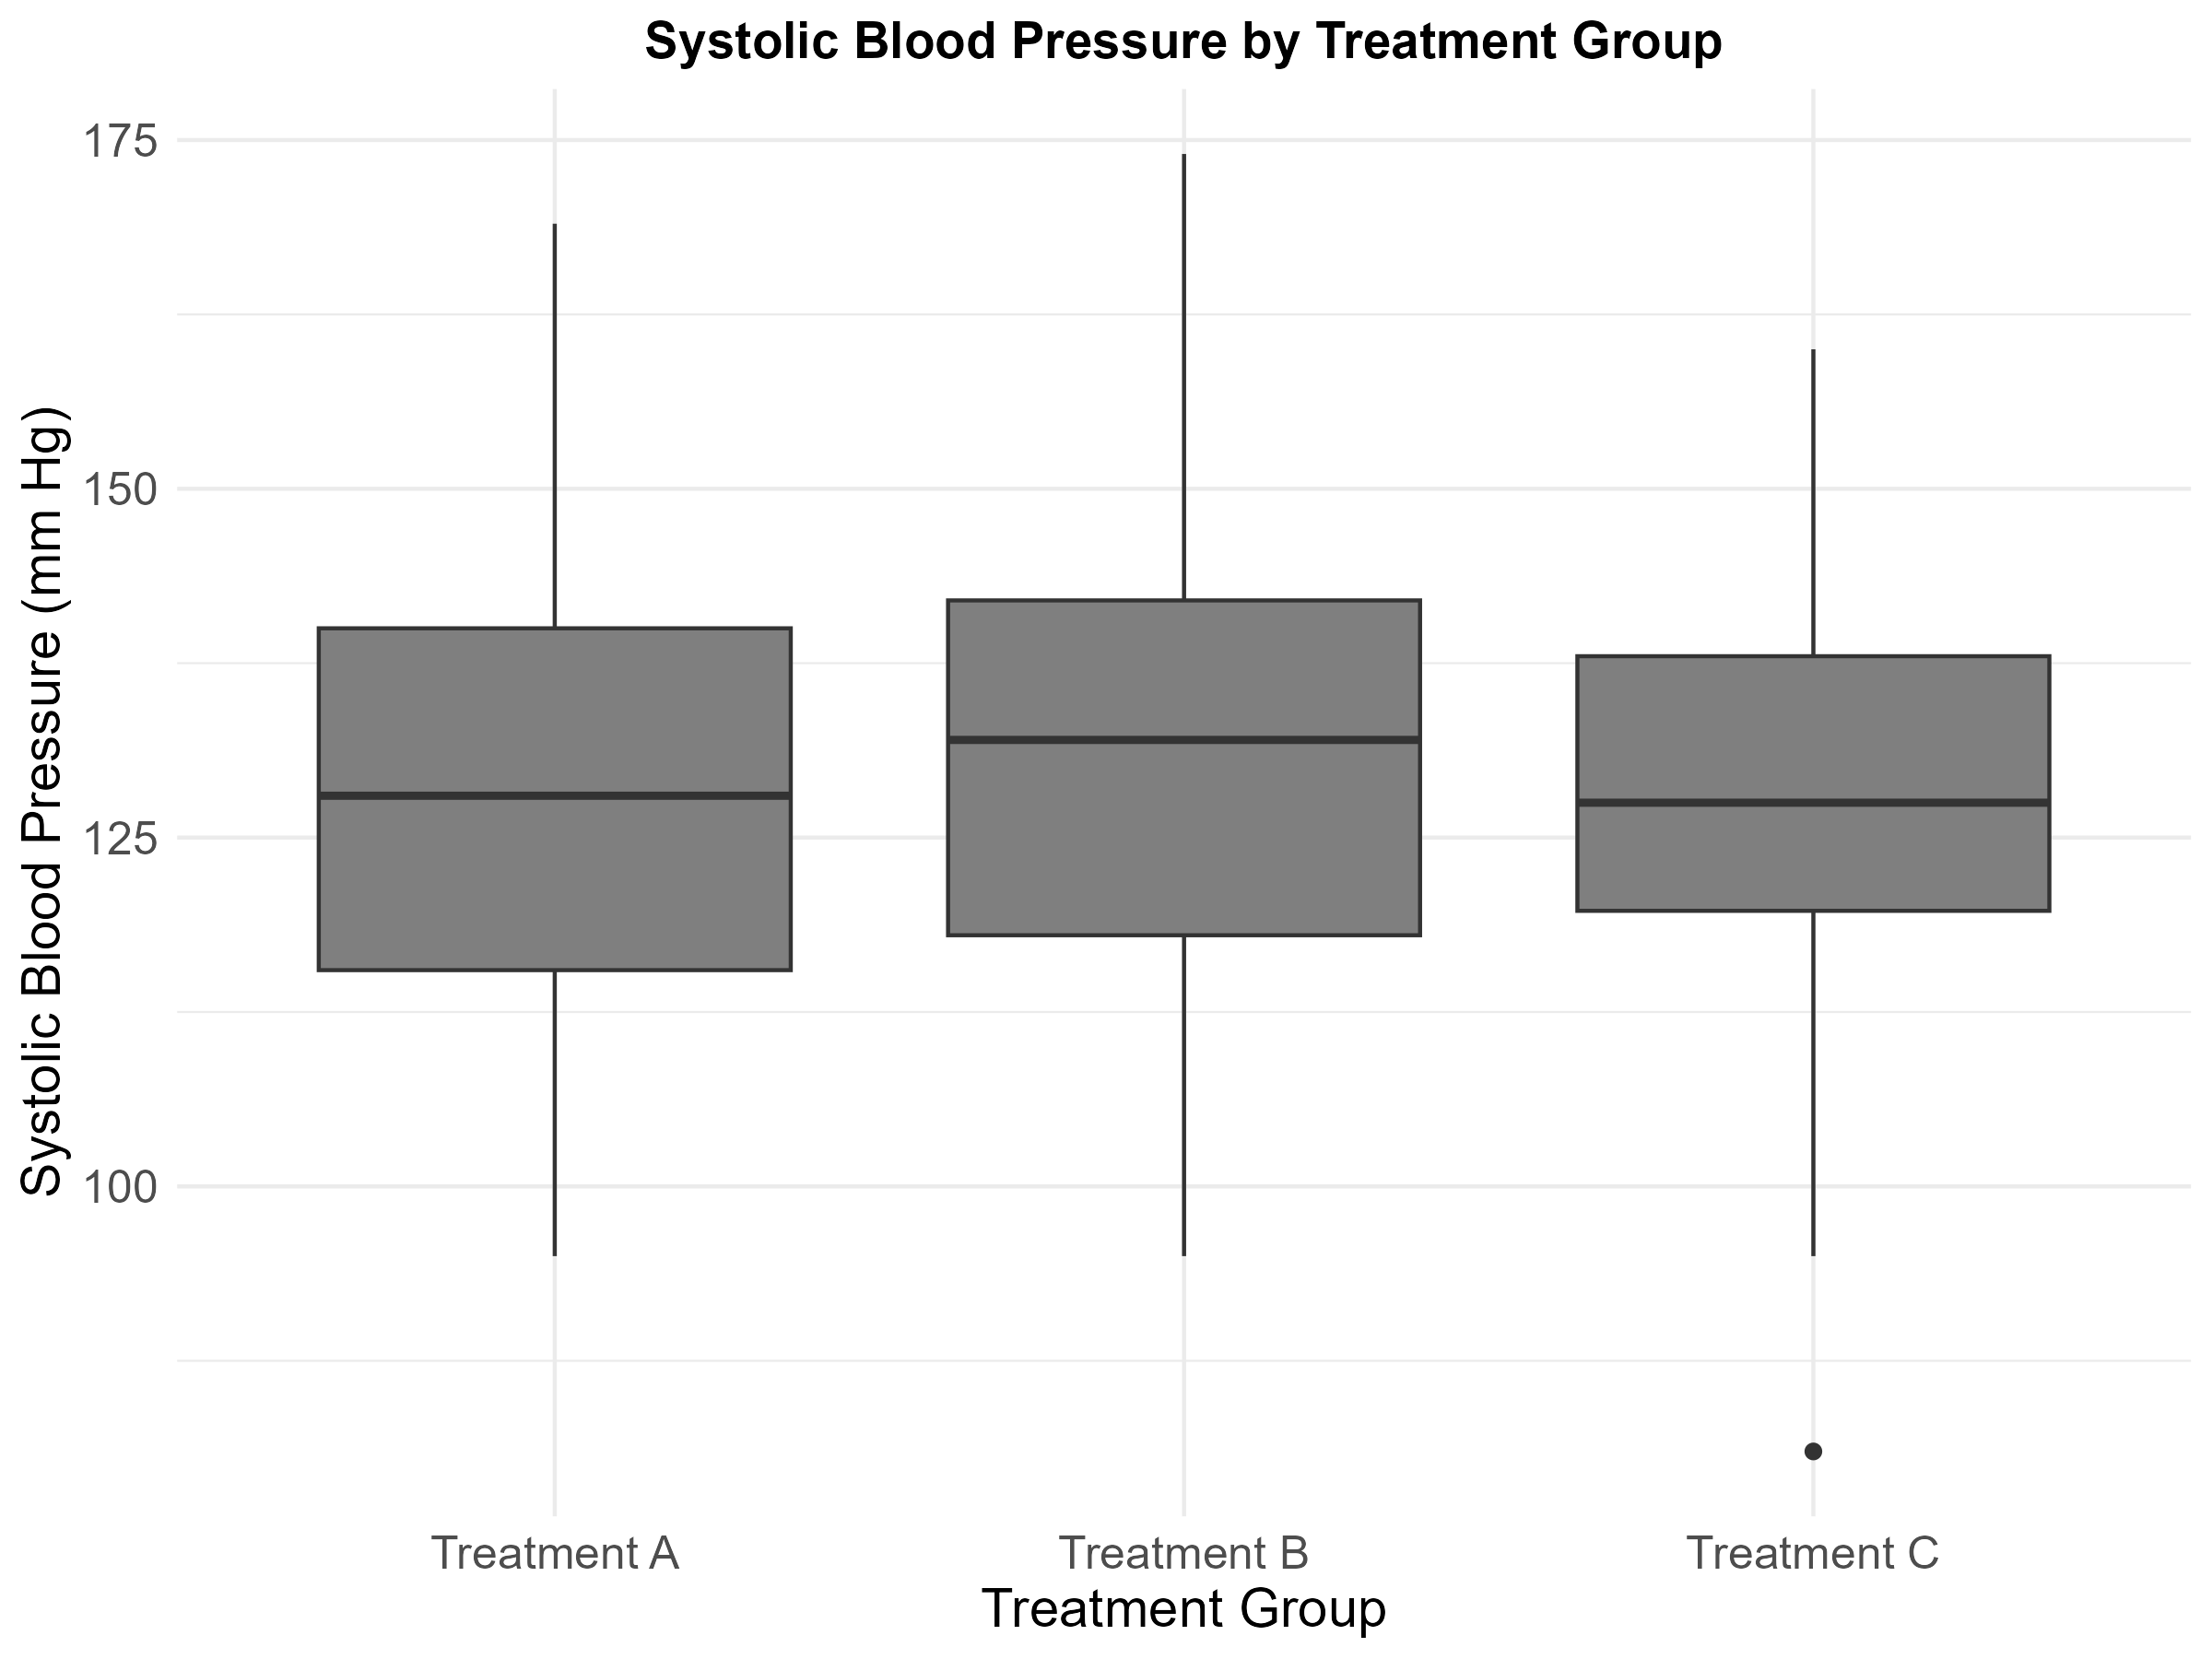 Systolic Blood Pressure by Treatment Group
Systolic Blood Pressure (mm Hg)
175
150
125
100
Treatment A
Treatment B
Treatment C
Treatment Group